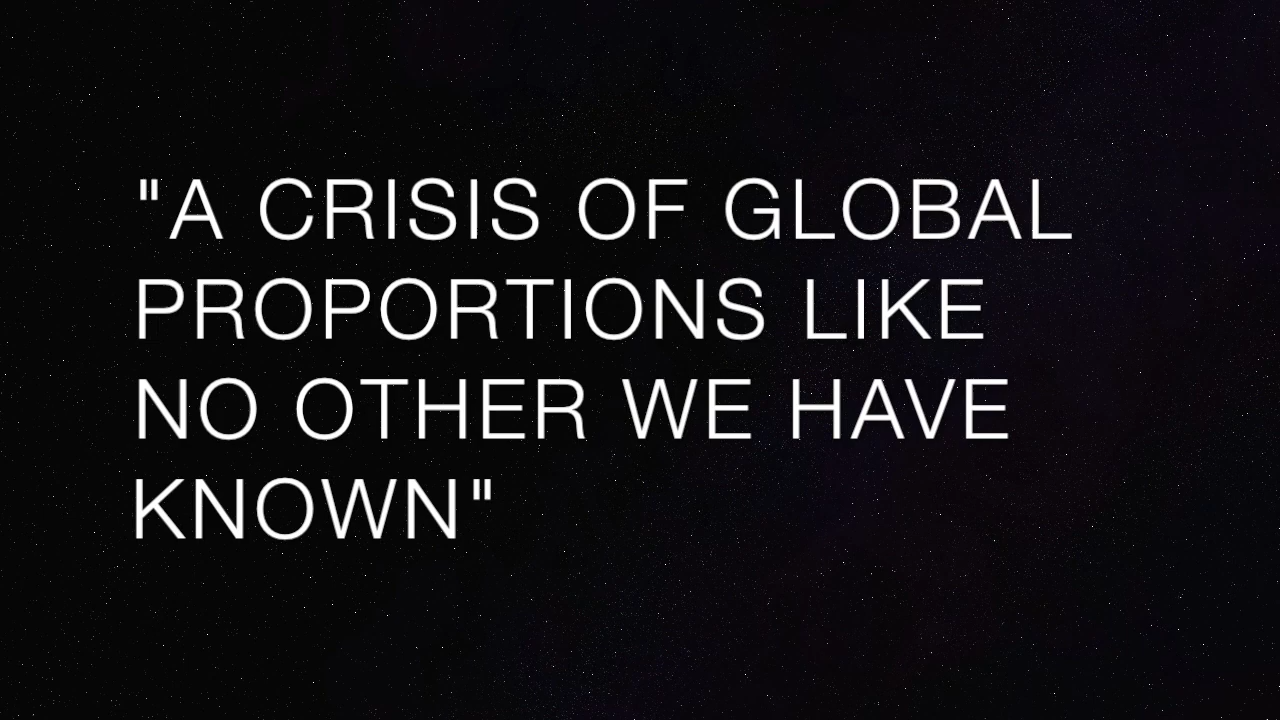 "A CRISIS OF GLOBAL
PROPORTIONS LIKE
NO OTHER WE HAVE
KNOWN"